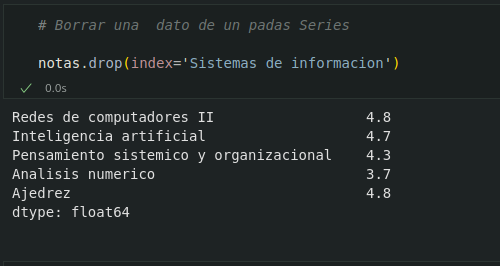 # Borrar una  dato de un padas Series
notas.drop(index='Sistemas de informacion')
0.0s
Redes de computadores II 4.8
Inteligencia artificial 4.7
Pensamiento sistemico y organizacional 4.3
Analisis numerico 3.7
Ajedrez 4.8
dtype: float64